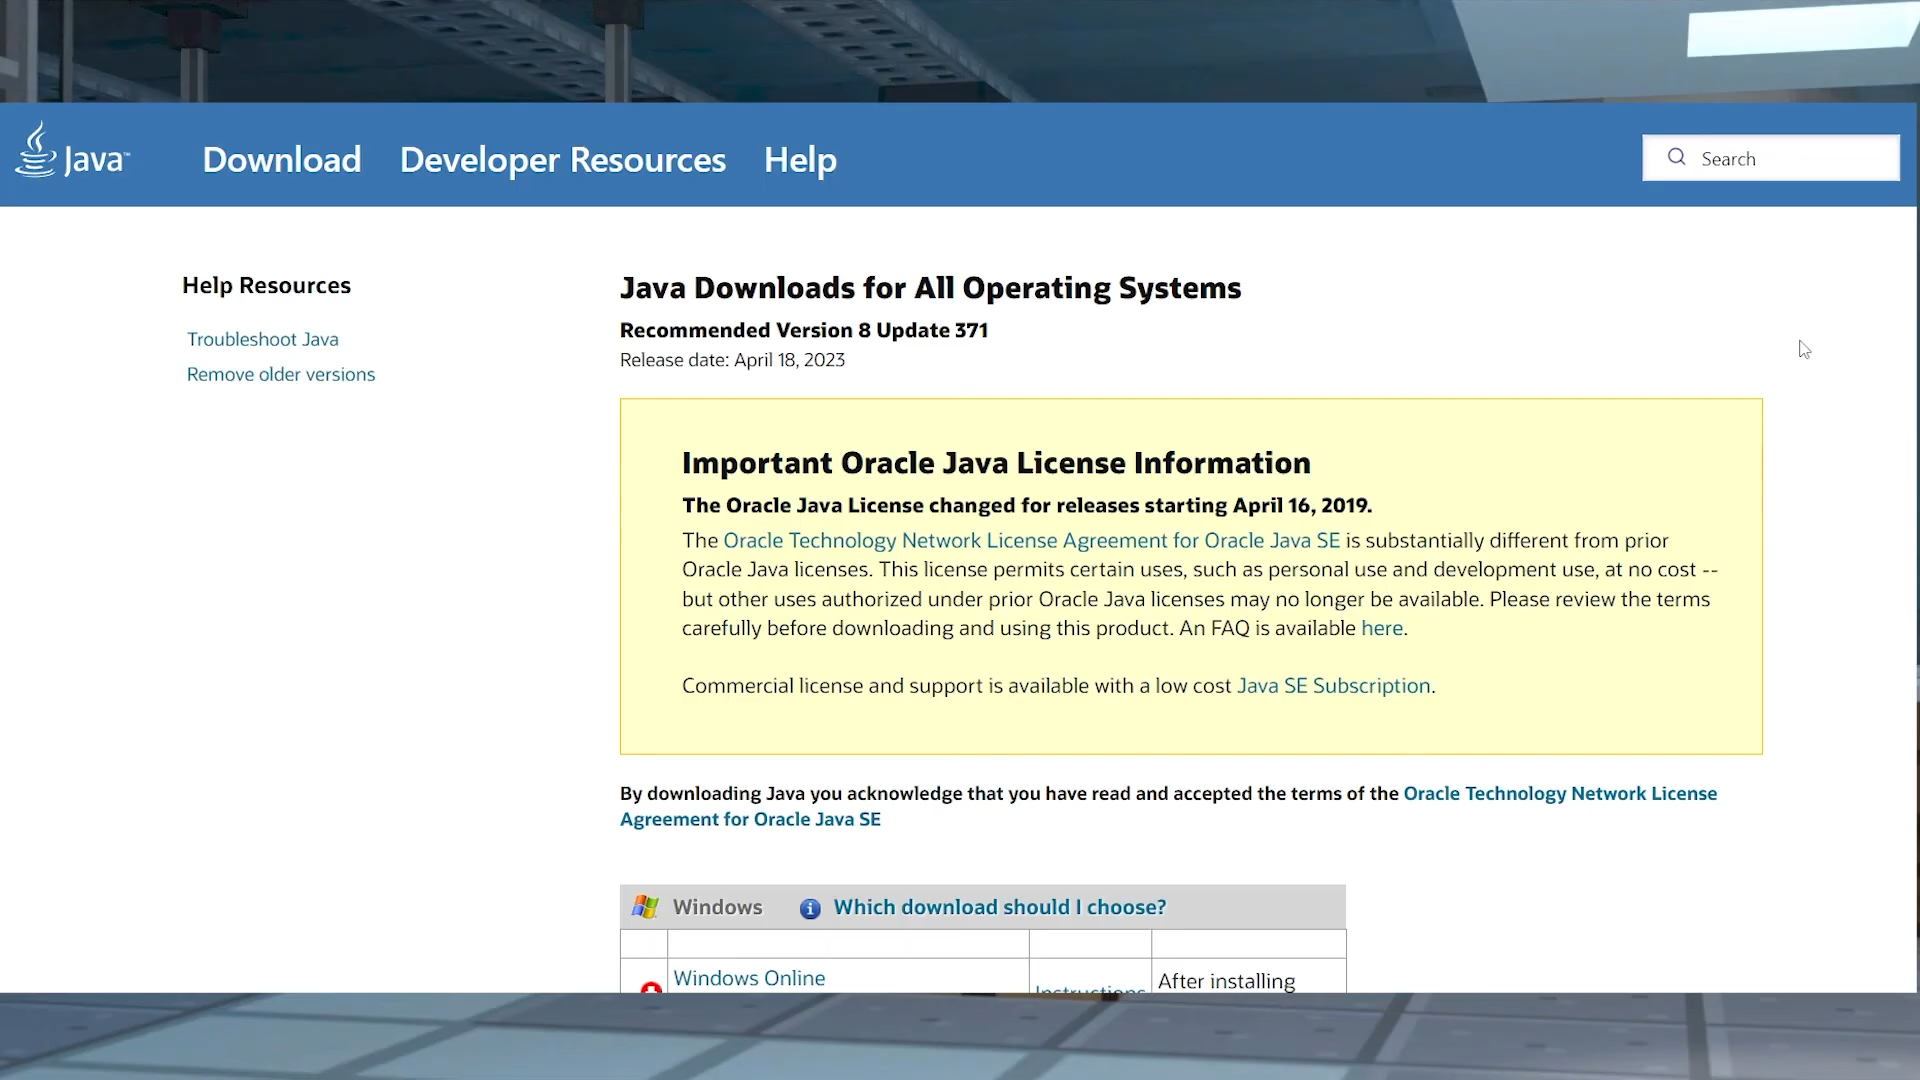 Java™
Download
Developer Resources
Help
Search
Help Resources
Troubleshoot Java
Remove older versions
Java Downloads for All Operating Systems
Recommended Version 8 Update 371
Release date: April 18, 2023
Important Oracle Java License Information
The Oracle Java License changed for releases starting April 16, 2019.
The Oracle Technology Network License Agreement for Oracle Java SE is substantially different from prior
Oracle Java licenses. This license permits certain uses, such as personal use and development use, at no cost --
but other uses authorized under prior Oracle Java licenses may no longer be available. Please review the terms
carefully before downloading and using this product. An FAQ is available here.
Commercial license and support is available with a low cost Java SE Subscription.
By downloading Java you acknowledge that you have read and accepted the terms of the Oracle Technology Network License
Agreement for Oracle Java SE
Windows
Which download should I choose?
Windows Online
Instructions
After installing